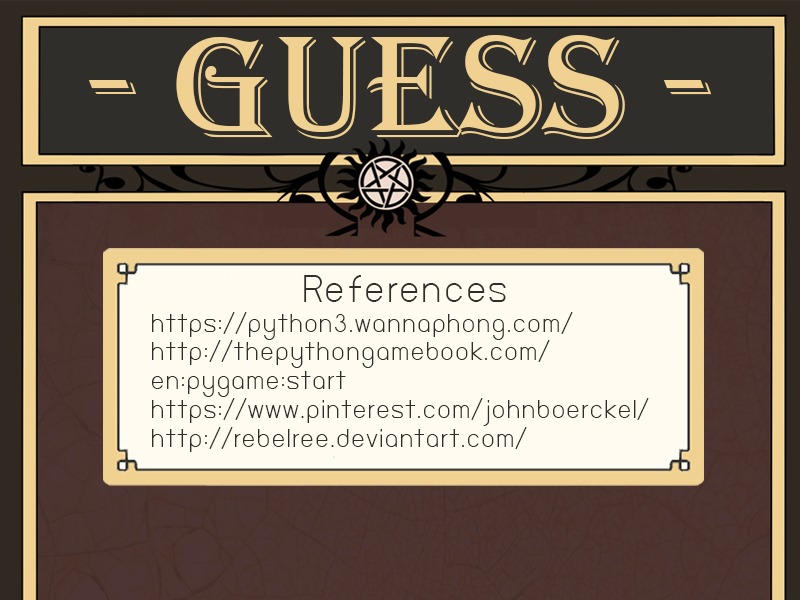 - GUESS -
References
https://python3.wannaphong.com/
http://thepythongamebook.com/
en:pygame:start
https://www.pinterest.com/johnboerckel/
http://rebelree.deviantart.com/